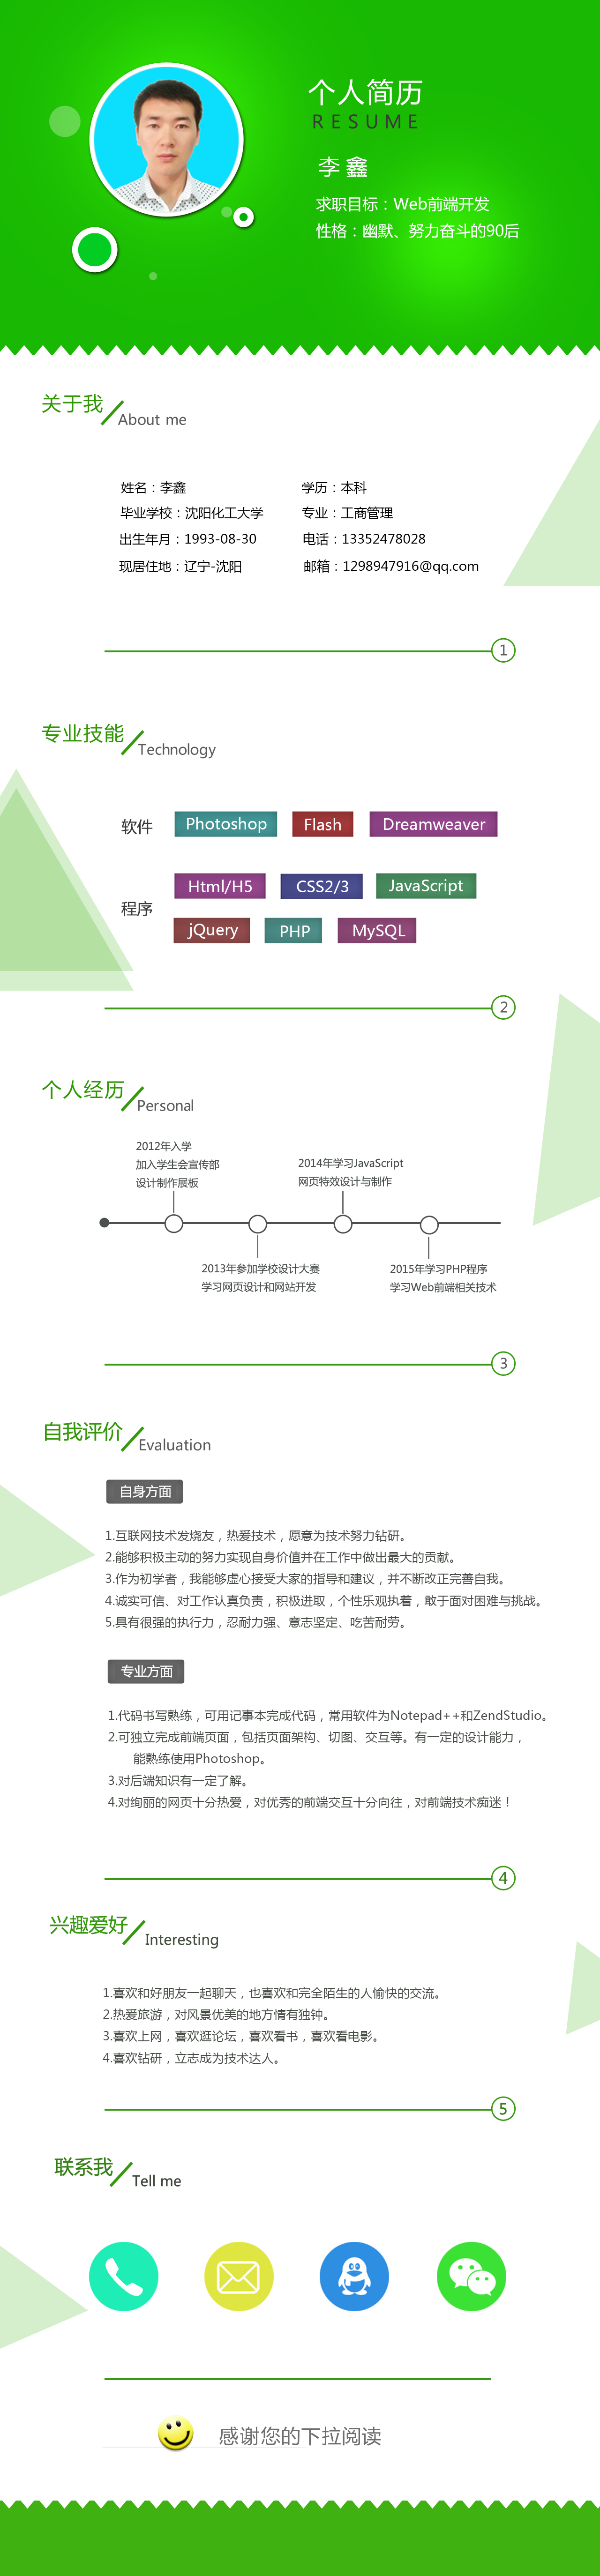 个人简历
RESUME
李 鑫
求职目标：Web前端开发
性格：幽默、努力奋斗的90后
关于我
About me
姓名：李鑫
学历：本科
毕业学校：沈阳化工大学
专业：工商管理
出生年月：1993-08-30
电话：13352478028
现居住地：辽宁-沈阳
邮箱：1298947916@qq.com
1
专业技能
Technology
软件
Photoshop
Flash
Dreamweaver
程序
Html/H5
CSS2/3
JavaScript
jQuery
PHP
MySQL
2
个人经历
Personal
2012年入学
加入学生会宣传部
设计制作展板
2014年学习JavaScript
网页特效设计与制作
2013年参加学校设计大赛
学习网页设计和网站开发
2015年学习PHP程序
学习Web前端相关技术
3
自我评价
Evaluation
自身方面
1.互联网技术发烧友，热爱技术，愿意为技术努力钻研。
2.能够积极主动的努力实现自身价值并在工作中做出最大的贡献。
3.作为初学者，我能够虚心接受大家的指导和建议，并不断改正完善自我。
4.诚实可信、对工作认真负责，积极进取，个性乐观执着，敢于面对困难与挑战。
5.具有很强的执行力，忍耐力强、意志坚定、吃苦耐劳。
专业方面
1.代码书写熟练，可用记事本完成代码，常用软件为Notepad++和ZendStudio。
2.可独立完成前端页面，包括页面架构、切图、交互等。有一定的设计能力，
能熟练使用Photoshop。
3.对后端知识有一定了解。
4.对绚丽的网页十分热爱，对优秀的前端交互十分向往，对前端技术痴迷！
4
兴趣爱好
Interesting
1.喜欢和好朋友一起聊天，也喜欢和完全陌生的人愉快的交流。
2.热爱旅游，对风景优美的地方情有独钟。
3.喜欢上网，喜欢逛论坛，喜欢看书，喜欢看电影。
4.喜欢钻研，立志成为技术达人。
5
联系我
Tell me
感谢您的下拉阅读